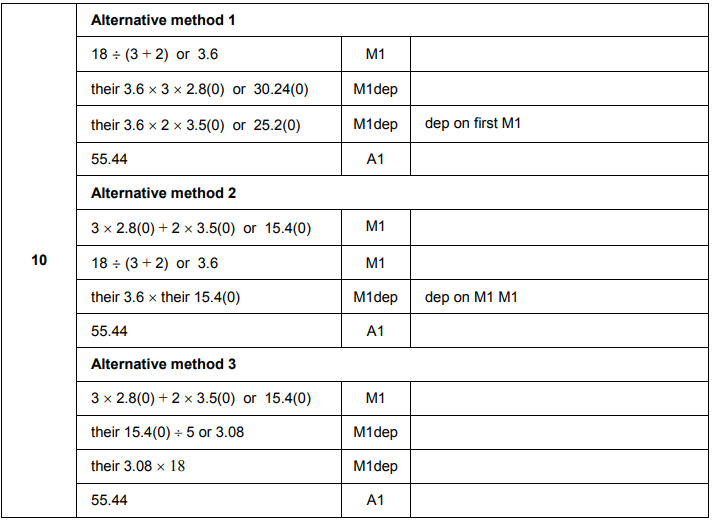 Alternative method 1
18 ÷ (3 + 2) or 3.6 M1
their 3.6 × 3 × 2.8(0) or 30.24(0) M1dep
their 3.6 × 2 × 3.5(0) or 25.2(0) M1dep dep on first M1
55.44 A1
Alternative method 2
3 × 2.8(0) + 2 × 3.5(0) or 15.4(0) M1
10 18 ÷ (3 + 2) or 3.6 M1
their 3.6 × their 15.4(0) M1dep dep on M1 M1
55.44 A1
Alternative method 3
3 × 2.8(0) + 2 × 3.5(0) or 15.4(0) M1
their 15.4(0) ÷ 5 or 3.08 M1dep
their 3.08 × 18 M1dep
55.44 A1